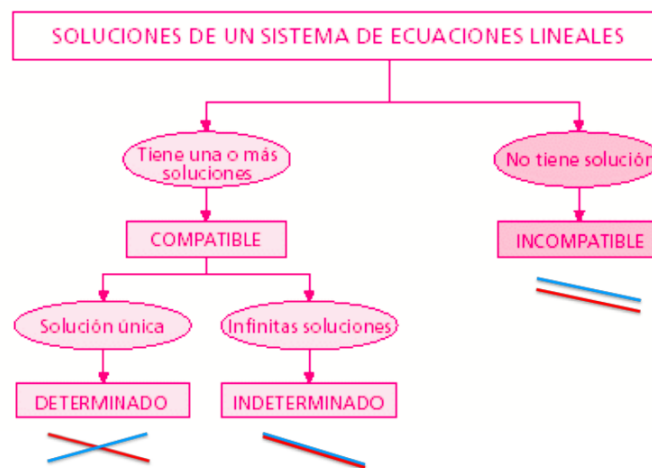 SOLUCIONES DE UN SISTEMA DE ECUACIONES LINEALES
Tiene una o más
soluciones
No tiene solución
COMPATIBLE
INCOMPATIBLE
Solución única
Infinitas soluciones
DETERMINADO
INDETERMINADO